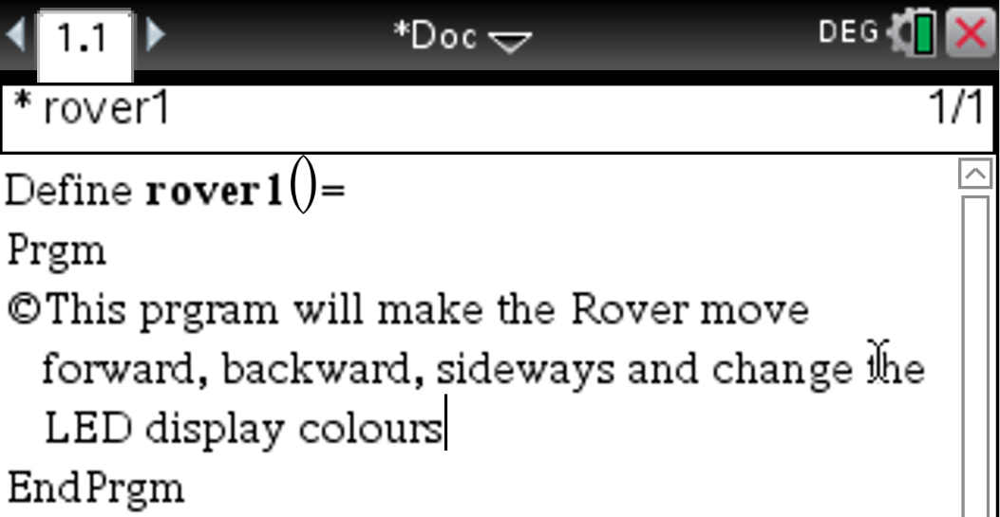 1.1 *Doc DEG
* rover1 1/1
Define rover1()=
Prgm
©This prgram will make the Rover move
forward, backward, sideways and change the
LED display colours
EndPrgm